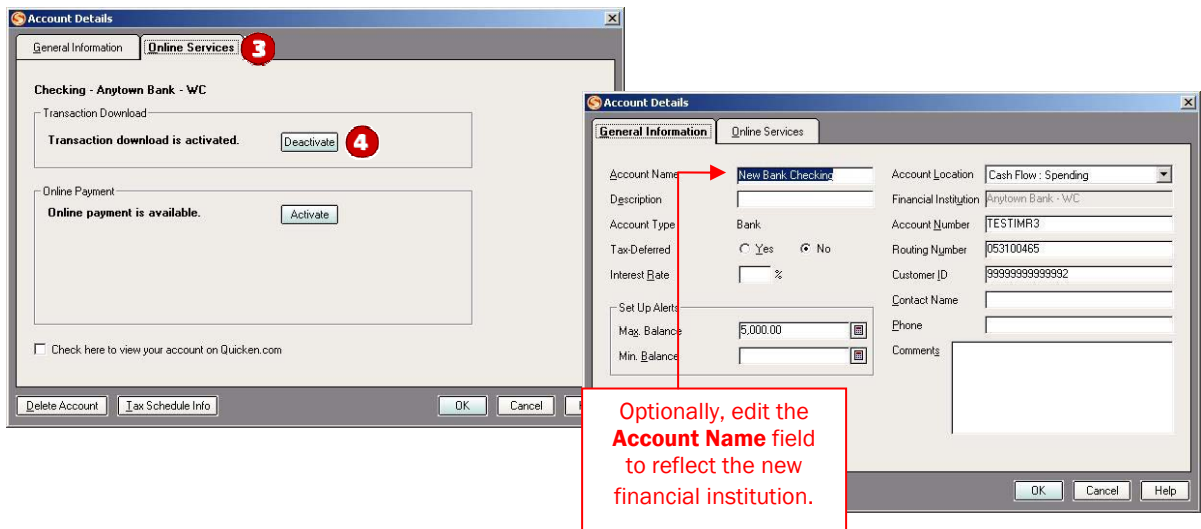 Account Details
General Information
Online Services
3
Checking - Anytown Bank - WC
Transaction Download
Transaction download is activated.
Deactivate
4
Online Payment
Online payment is available.
Activate
Check here to view your account on Quicken.com
Delete Account
Tax Schedule Info
OK
Cancel
Account Details
General Information
Online Services
Account Name
New Bank Checking
Description
Account Type
Bank
Tax-Deferred
Yes
No
Interest Rate
%
Set Up Alerts
Max. Balance
5,000.00
Min. Balance
Account Location
Cash Flow : Spending
Financial Institution
Anytown Bank - WC
Account Number
TESTIMR3
Routing Number
053100465
Customer ID
99999999999992
Contact Name
Phone
Comments
Optionally, edit the
Account Name field
to reflect the new
financial institution.
OK
Cancel
Help